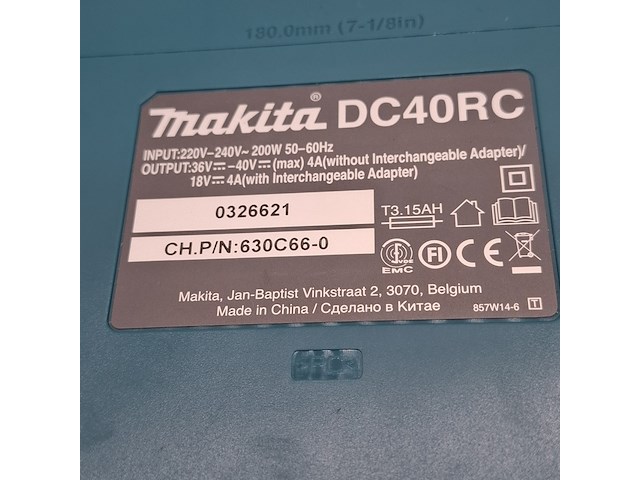 180.0mm (7-1/8in)
makita® DC40RC
INPUT:220V-240V~ 200W 50-60Hz
OUTPUT:36V⎓-40V⎓(max) 4A(without Interchangeable Adapter)/
18V⎓4A(with Interchangeable Adapter)
0326621
T3.15AH
CH.P/N:630C66-0
VDE
EMC
FI
CE
Makita, Jan-Baptist Vinkstraat 2, 3070, Belgium
Made in China / Сделано в Китае
857W14-6 T